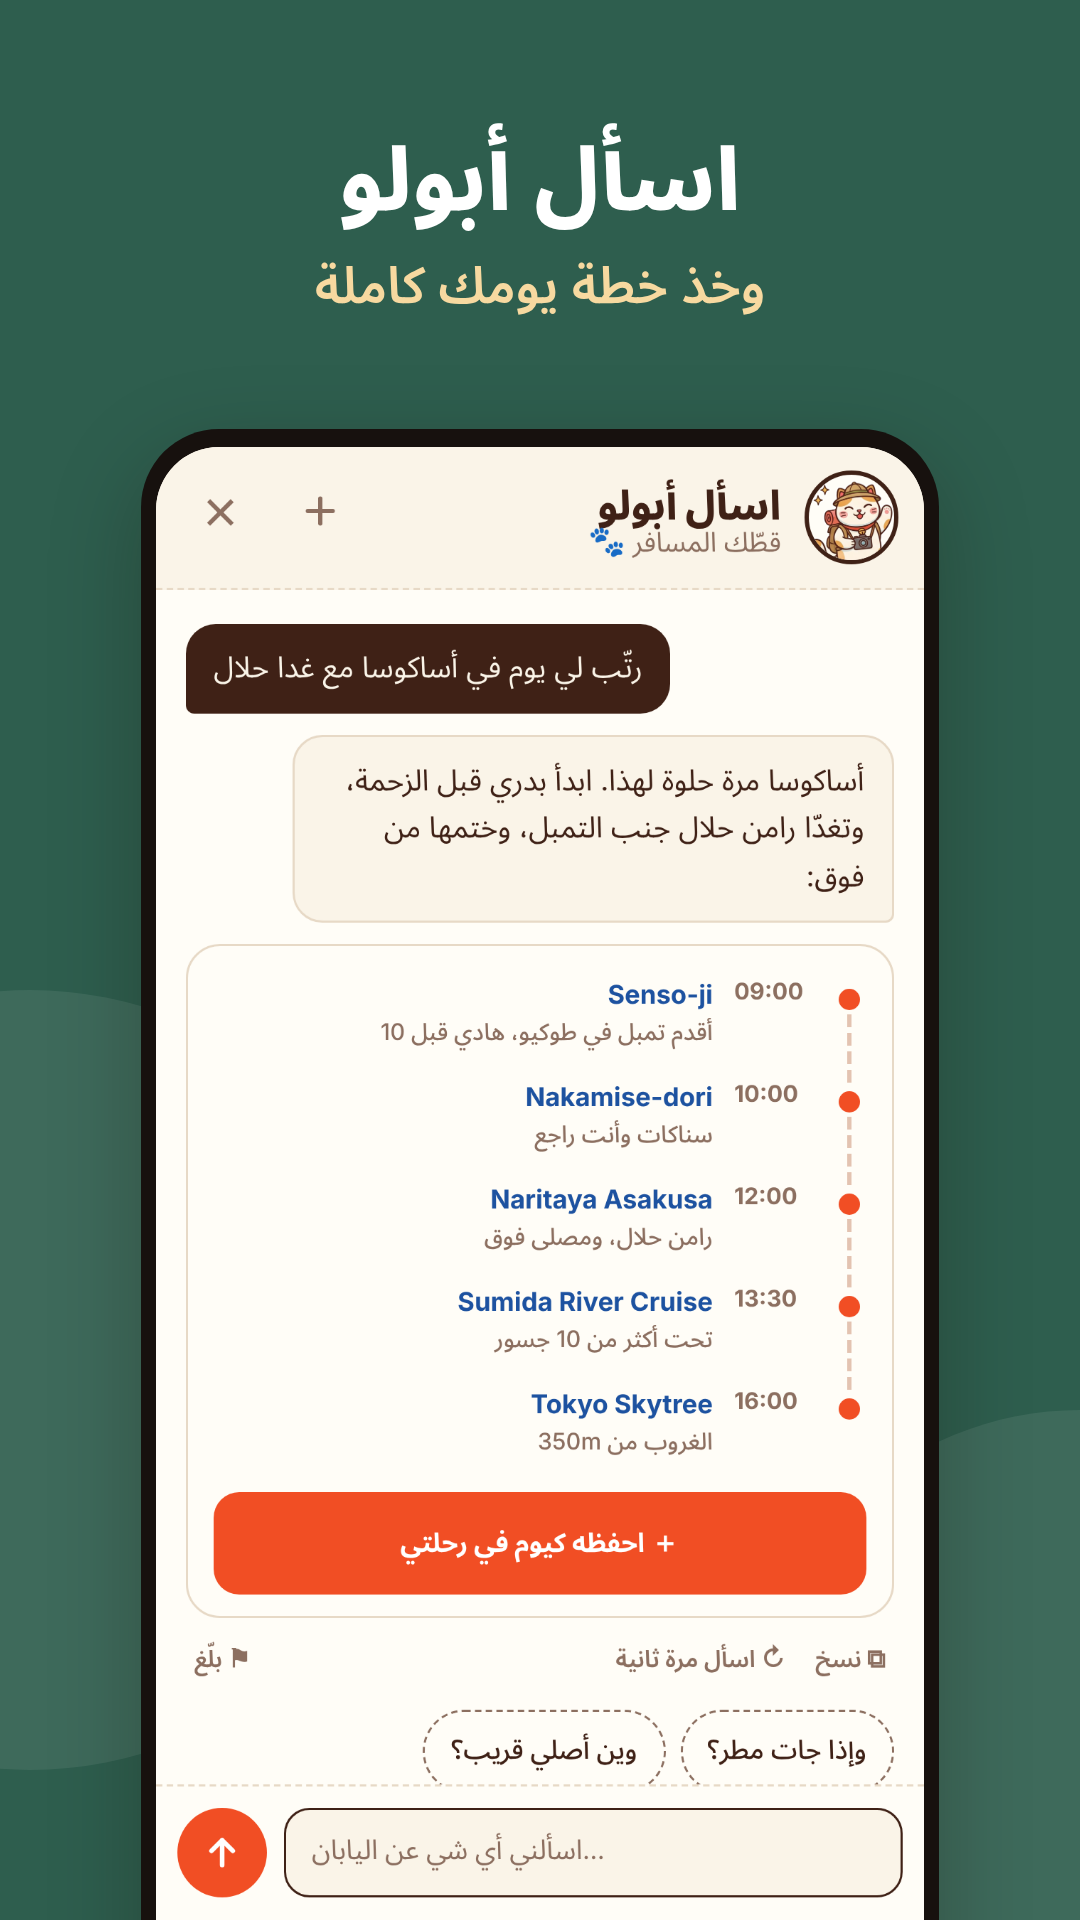 اسأل أبولو
وخذ خطة يومك كاملة
اسأل أبولو
قطّك المسافر 🐾
رتّب لي يوم في أساكوسا مع غدا حلال
أساكوسا مرة حلوة لهذا. ابدأ بدري قبل الزحمة،
وتغدّا رامن حلال جنب التمبل، وختمها من
فوق:
09:00 Senso-ji
أقدم تمبل في طوكيو، هادي قبل 10
10:00 Nakamise-dori
سناكات وأنت راجع
12:00 Naritaya Asakusa
رامن حلال، ومصلى فوق
13:30 Sumida River Cruise
تحت أكثر من 10 جسور
16:00 Tokyo Skytree
الغروب من 350m
+ احفظه كيوم في رحلتي
نسخ
اسأل مرة ثانية
بلّغ
وإذا جات مطر؟
وين أصلي قريب؟
اسألني أي شي عن اليابان...